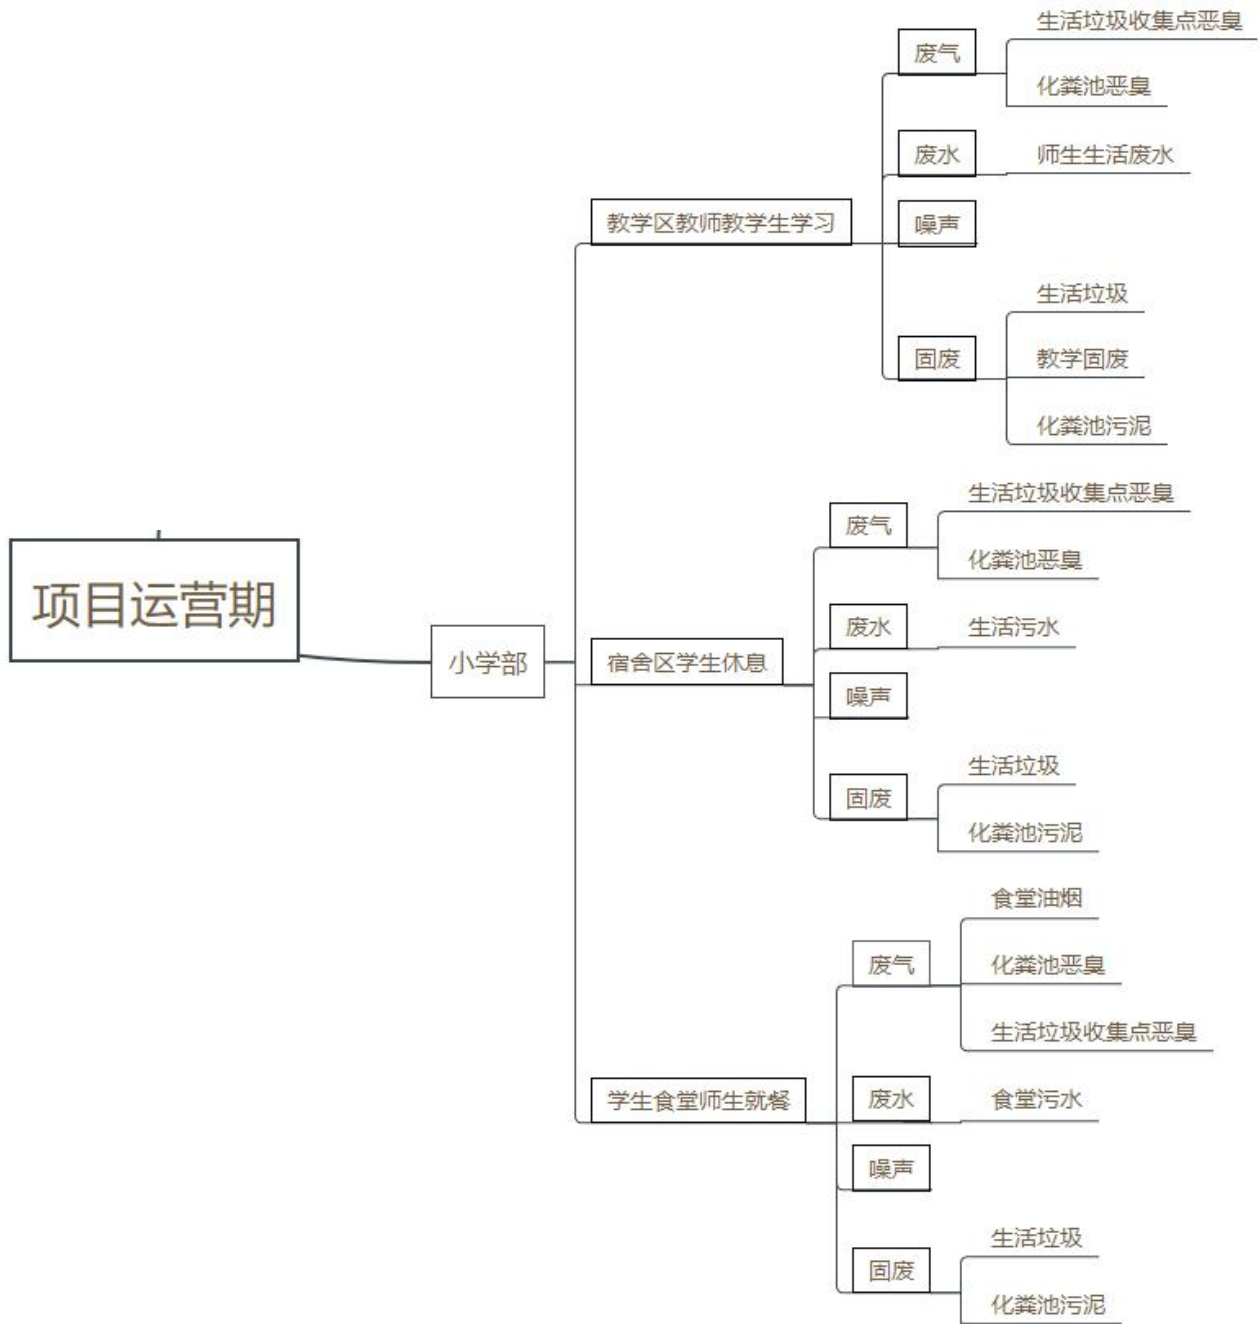 生活垃圾收集点恶臭
废气
化粪池恶臭
废水
师生生活废水
教学区教师教学生学习
噪声
生活垃圾
固废
教学固废
化粪池污泥
生活垃圾收集点恶臭
废气
化粪池恶臭
项目运营期
废水
生活污水
小学部
宿舍区学生休息
噪声
生活垃圾
固废
化粪池污泥
食堂油烟
废气
化粪池恶臭
生活垃圾收集点恶臭
学生食堂师生就餐
废水
食堂污水
噪声
生活垃圾
固废
化粪池污泥